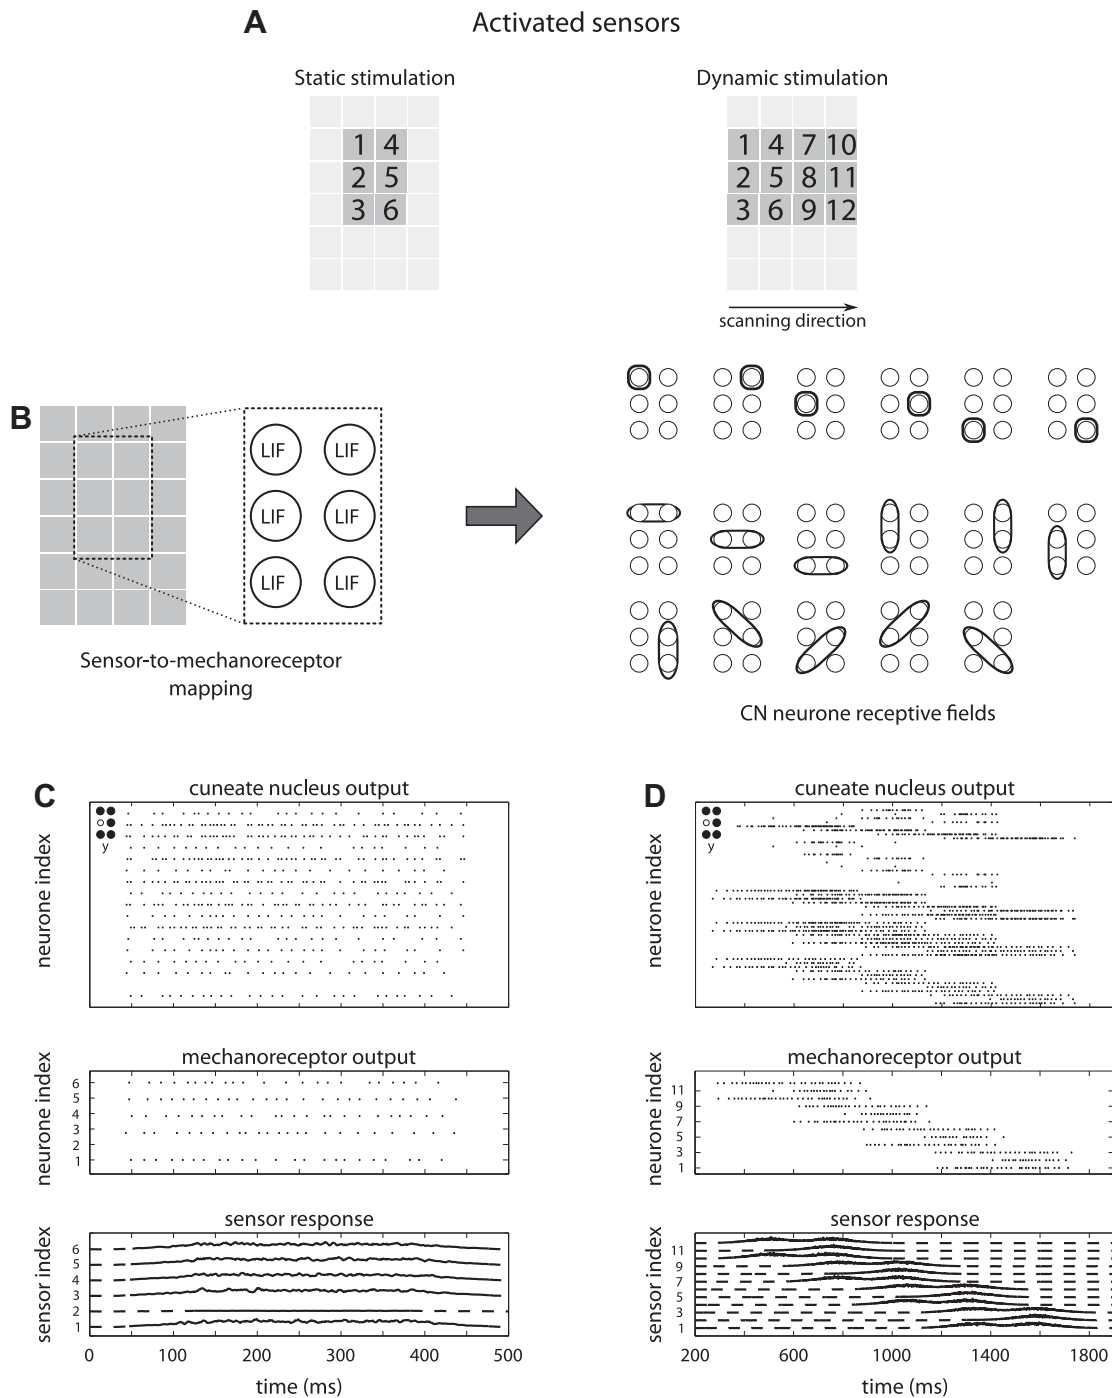 A
Activated sensors
Static stimulation
Dynamic stimulation
1 4
2 5
3 6
1 4 7 10
2 5 8 11
3 6 9 12
scanning direction
B
LIF LIF
LIF LIF
LIF LIF
Sensor-to-mechanoreceptor
mapping
CN neurone receptive fields
C
cuneate nucleus output
neurone index
y
mechanoreceptor output
neurone index
6
5
4
3
2
1
sensor response
sensor index
6
5
4
3
2
1
0 100 200 300 400 500
time (ms)
D
cuneate nucleus output
neurone index
y
mechanoreceptor output
neurone index
11
9
7
5
3
1
sensor response
sensor index
11
9
7
5
3
1
200 600 1000 1400 1800
time (ms)